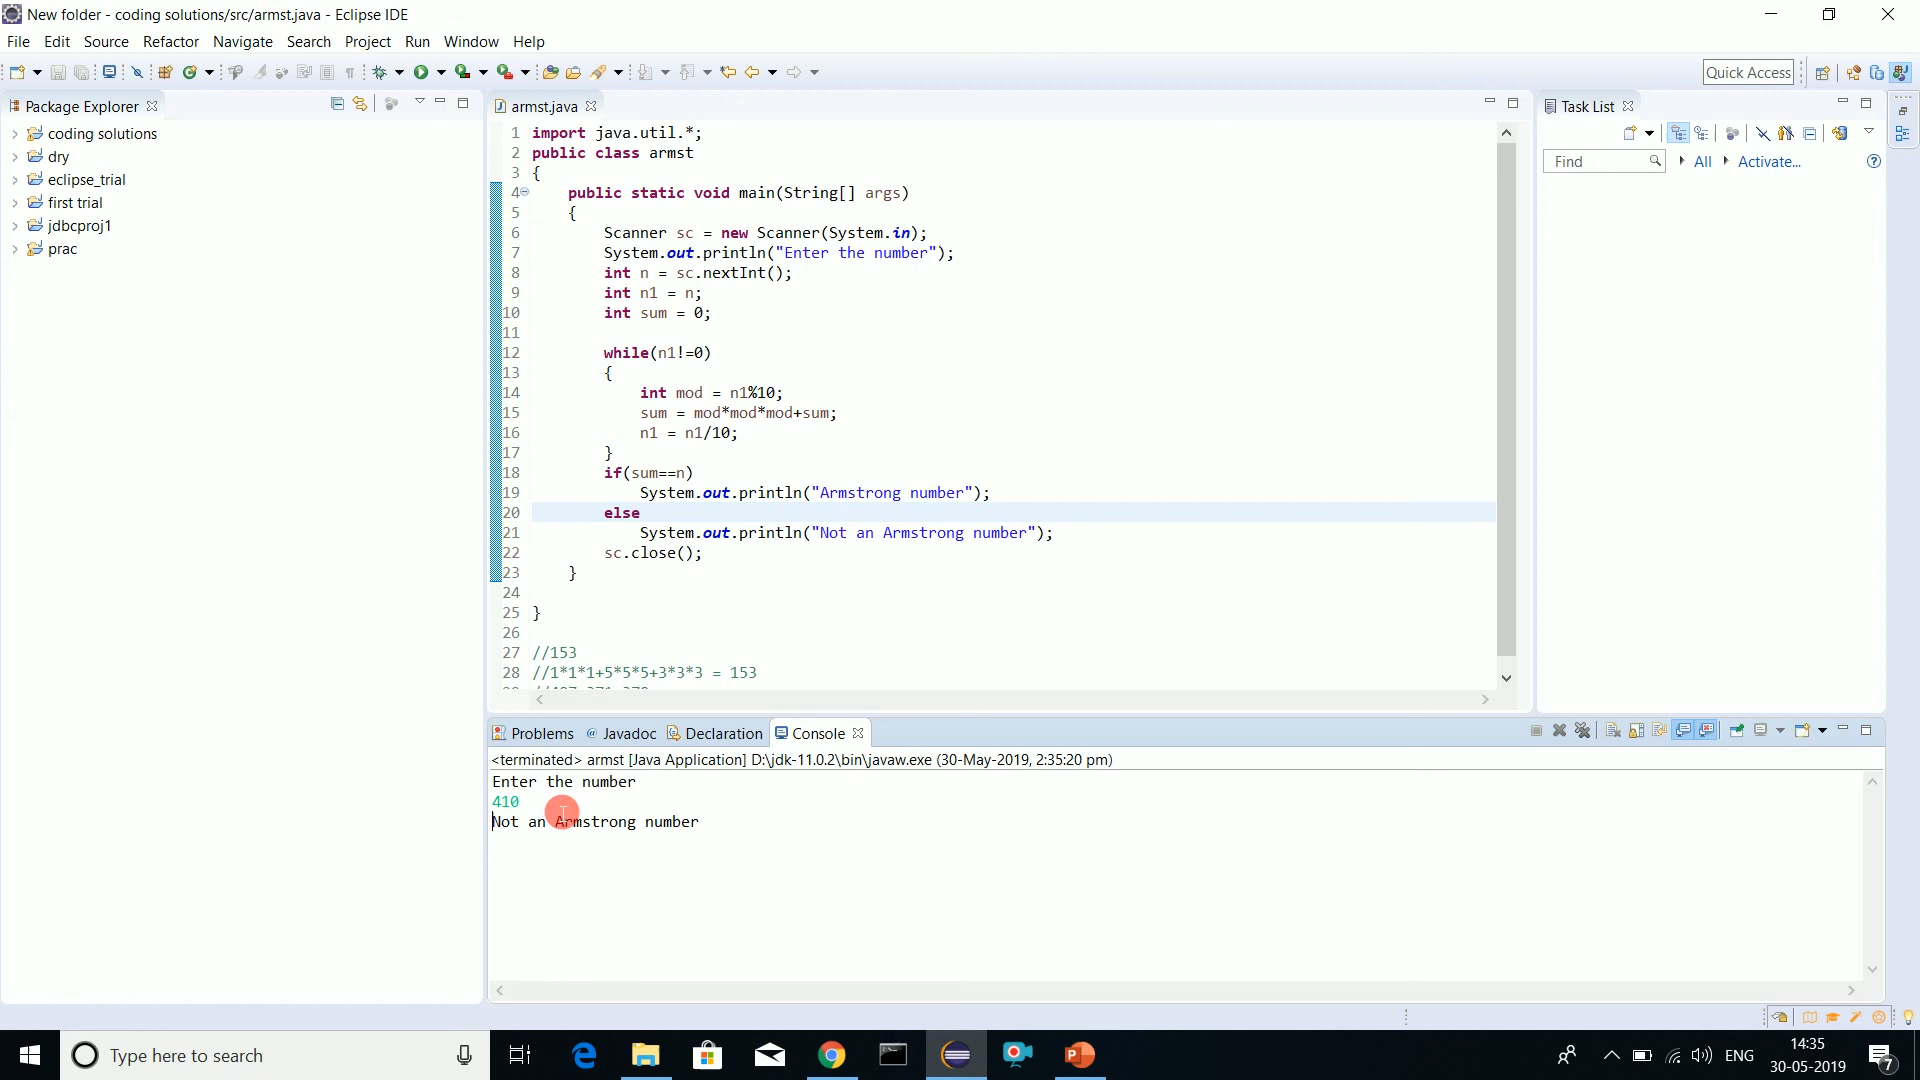 New folder - coding solutions/src/armst.java - Eclipse IDE
File Edit Source Refactor Navigate Search Project Run Window Help
Quick Access
Package Explorer
coding solutions
dry
eclipse_trial
first trial
jdbcproj1
prac
armst.java
1 import java.util.*;
2 public class armst
3 {
4 public static void main(String[] args)
5 {
6 Scanner sc = new Scanner(System.in);
7 System.out.println("Enter the number");
8 int n = sc.nextInt();
9 int n1 = n;
10 int sum = 0;
11
12 while(n1!=0)
13 {
14 int mod = n1%10;
15 sum = mod*mod*mod+sum;
16 n1 = n1/10;
17 }
18 if(sum==n)
19 System.out.println("Armstrong number");
20 else
21 System.out.println("Not an Armstrong number");
22 sc.close();
23 }
24
25 }
26
27 //153
28 //1*1*1+5*5*5+3*3*3 = 153
Task List
Find All Activate...
Problems @ Javadoc Declaration Console
<terminated> armst [Java Application] D:\jdk-11.0.2\bin\javaw.exe (30-May-2019, 2:35:20 pm)
Enter the number
410
Not an Armstrong number
Type here to search
ENG
14:35
30-05-2019
7